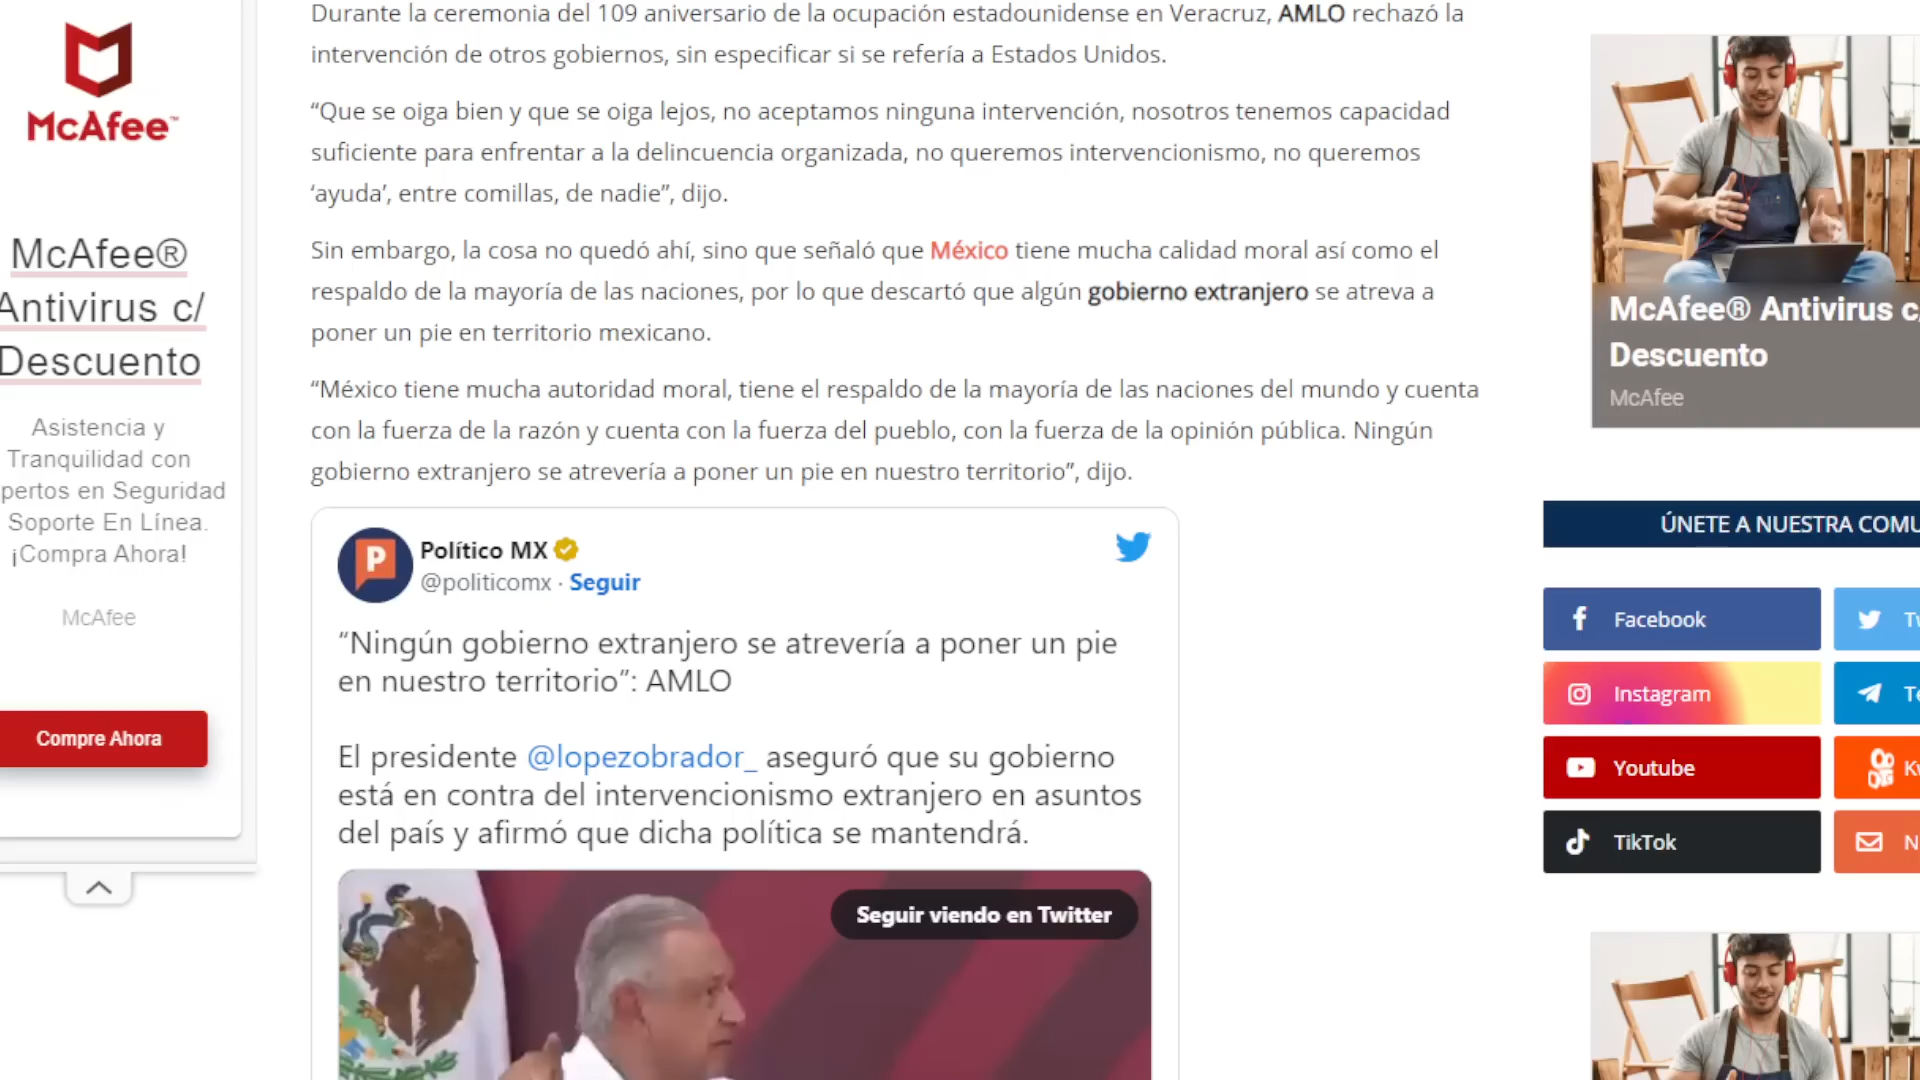 McAfee™
McAfee®
Antivirus c/
Descuento
Asistencia y
Tranquilidad con
pertos en Seguridad
Soporte En Línea.
¡Compra Ahora!
McAfee
Compre Ahora
Durante la ceremonia del 109 aniversario de la ocupación estadounidense en Veracruz, AMLO rechazó la
intervención de otros gobiernos, sin especificar si se refería a Estados Unidos.
“Que se oiga bien y que se oiga lejos, no aceptamos ninguna intervención, nosotros tenemos capacidad
suficiente para enfrentar a la delincuencia organizada, no queremos intervencionismo, no queremos
‘ayuda’, entre comillas, de nadie”, dijo.
Sin embargo, la cosa no quedó ahí, sino que señaló que México tiene mucha calidad moral así como el
respaldo de la mayoría de las naciones, por lo que descartó que algún gobierno extranjero se atreva a
poner un pie en territorio mexicano.
“México tiene mucha autoridad moral, tiene el respaldo de la mayoría de las naciones del mundo y cuenta
con la fuerza de la razón y cuenta con la fuerza del pueblo, con la fuerza de la opinión pública. Ningún
gobierno extranjero se atrevería a poner un pie en nuestro territorio”, dijo.
P
Político MX
@politicomx · Seguir
“Ningún gobierno extranjero se atrevería a poner un pie
en nuestro territorio”: AMLO
El presidente @lopezobrador_ aseguró que su gobierno
está en contra del intervencionismo extranjero en asuntos
del país y afirmó que dicha política se mantendrá.
Seguir viendo en Twitter
McAfee® Antivirus c/
Descuento
McAfee
ÚNETE A NUESTRA COMU
Facebook
Instagram
Youtube
TikTok